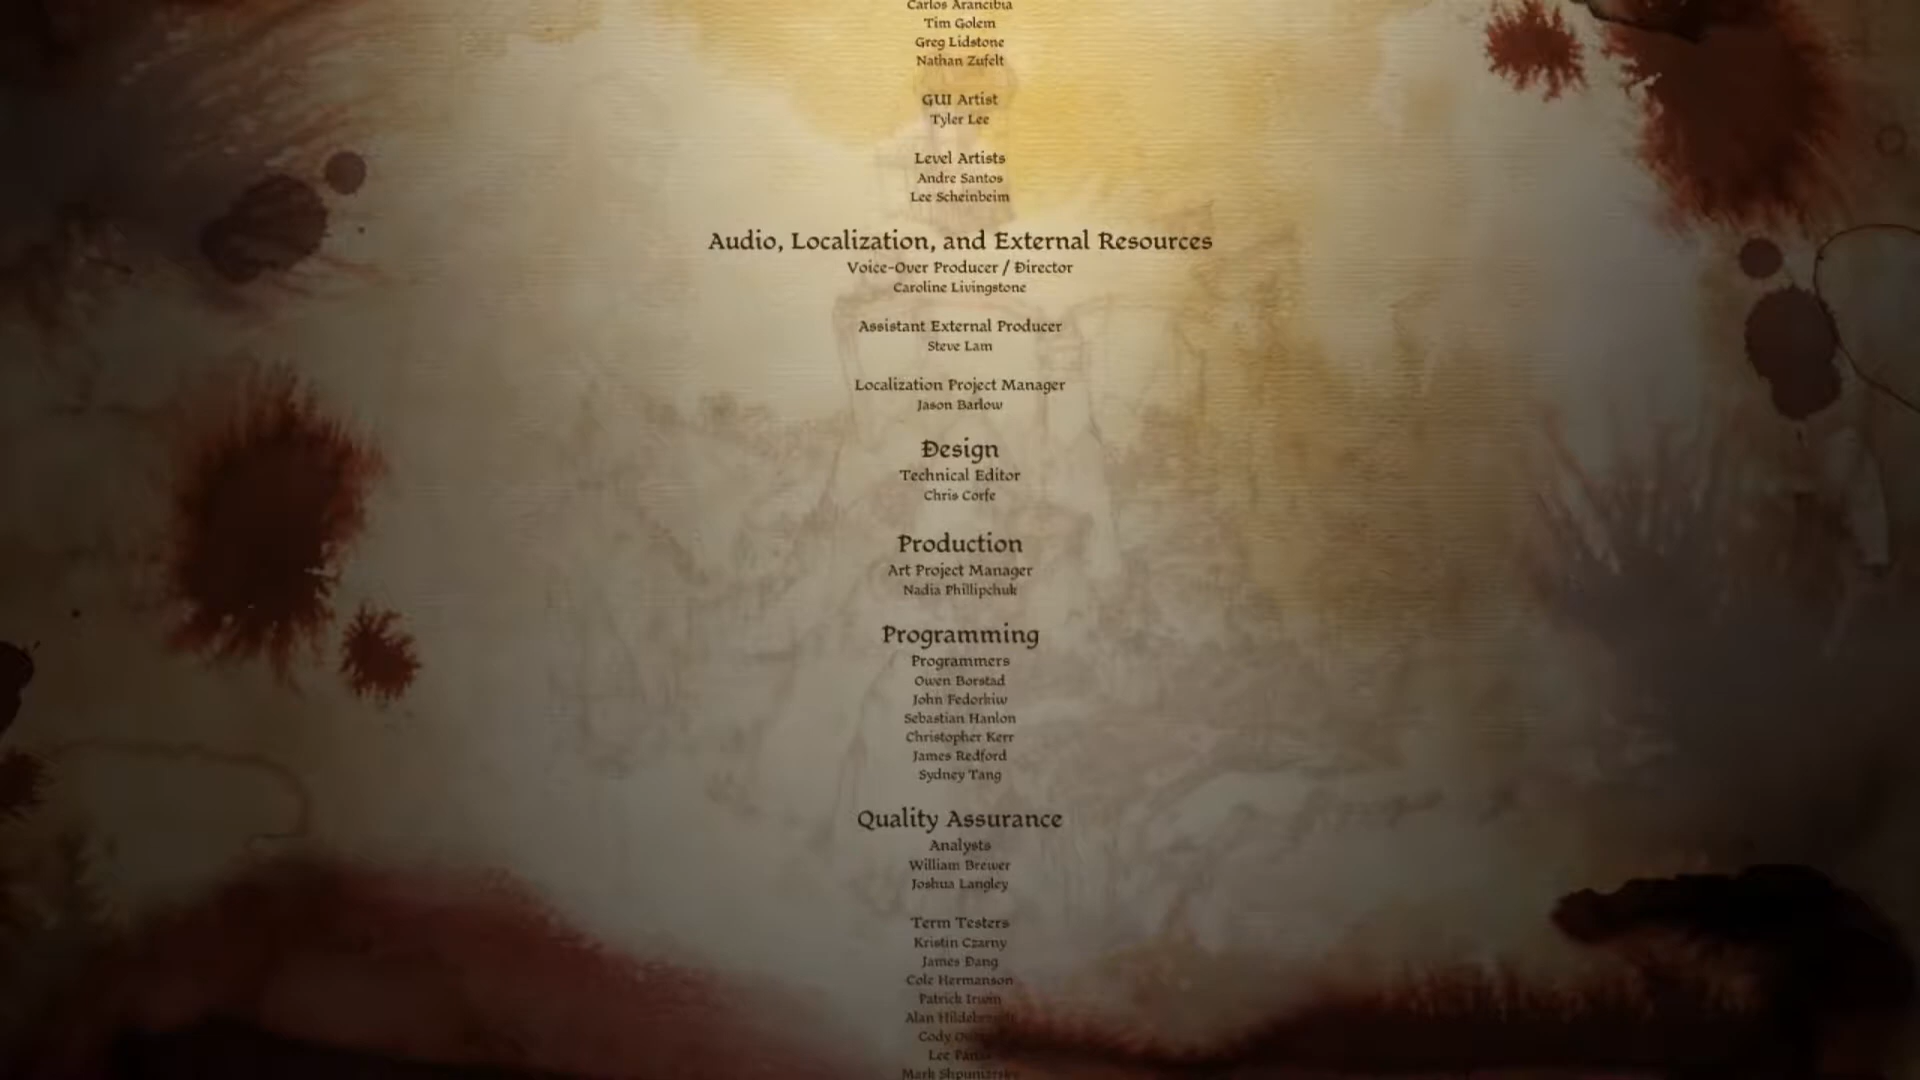 Carlos Arancibia
Tim Golem
Greg Lidstone
Nathan Zufelt
GUI Artist
Tyler Lee
Level Artists
Andre Santos
Lee Scheinbeim
Audio, Localization, and External Resources
Voice-Over Producer / Director
Caroline Livingstone
Assistant External Producer
Steve Lam
Localization Project Manager
Jason Barlow
Design
Technical Editor
Chris Corfe
Production
Art Project Manager
Nadia Phillipchuk
Programming
Programmers
Owen Borstad
John Fedorkiw
Sebastian Hanlon
Christopher Kerr
James Redford
Sydney Tang
Quality Assurance
Analysts
William Brewer
Joshua Langley
Term Testers
Kristin Czarny
James Dang
Cole Hermanson
Patrick Irwin
Alan
Cody
Lee
Mark